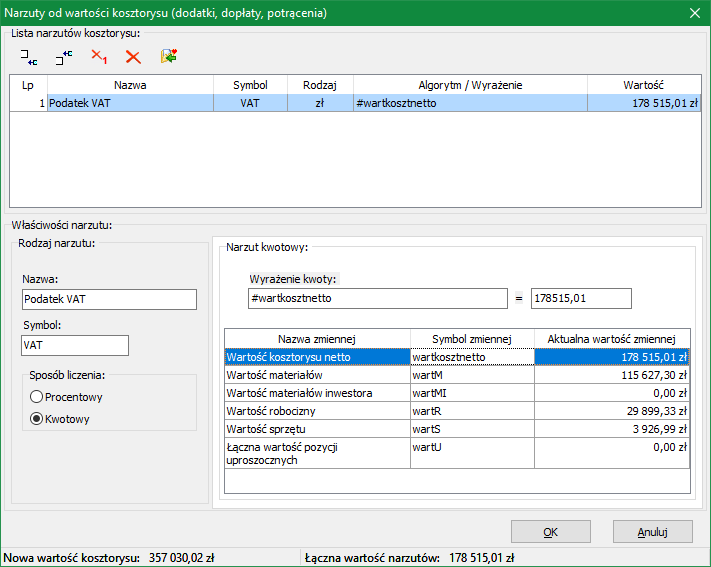 Narzuty od wartości kosztorysu (dodatki, dopłaty, potrącenia)
Lista narzutów kosztorysu:
1
Lp Nazwa Symbol Rodzaj Algorytm / Wyrażenie Wartość
1 Podatek VAT VAT zł #wartkosztnetto 178 515,01 zł
Właściwości narzutu:
Rodzaj narzutu:
Nazwa:
Podatek VAT
Symbol:
VAT
Sposób liczenia:
Procentowy
Kwotowy
Narzut kwotowy:
Wyrażenie kwoty:
#wartkosztnetto = 178515,01
Nazwa zmiennej Symbol zmiennej Aktualna wartość zmiennej
Wartość kosztorysu netto wartkosztnetto 178 515,01 zł
Wartość materiałów wartM 115 627,30 zł
Wartość materiałów inwestora wartMI 0,00 zł
Wartość robocizny wartR 29 899,33 zł
Wartość sprzętu wartS 3 926,99 zł
Łączna wartość pozycji wartU 0,00 zł
uproszocznych
OK Anuluj
Nowa wartość kosztorysu: 357 030,02 zł Łączna wartość narzutów: 178 515,01 zł